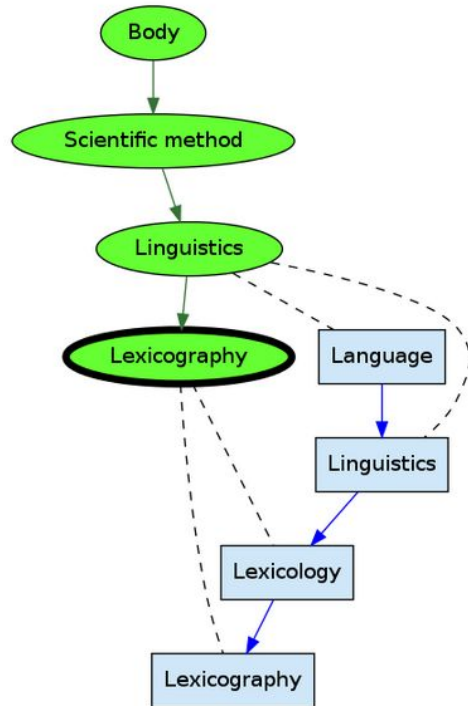 Body
Scientific method
Linguistics
Lexicography
Language
Linguistics
Lexicology
Lexicography